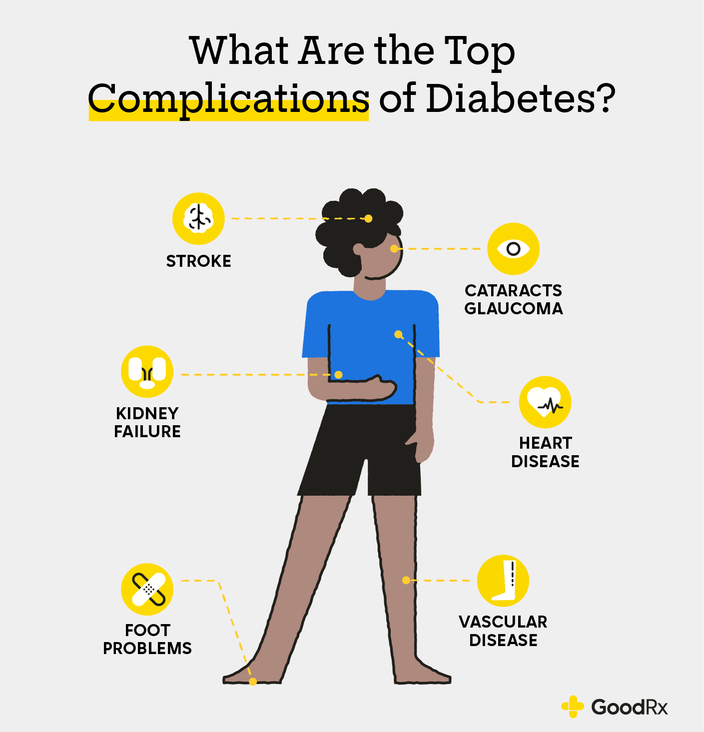 What Are the Top
Complications of Diabetes?
STROKE
CATARACTS
GLAUCOMA
KIDNEY
FAILURE
HEART
DISEASE
FOOT
PROBLEMS
VASCULAR
DISEASE
GoodRx